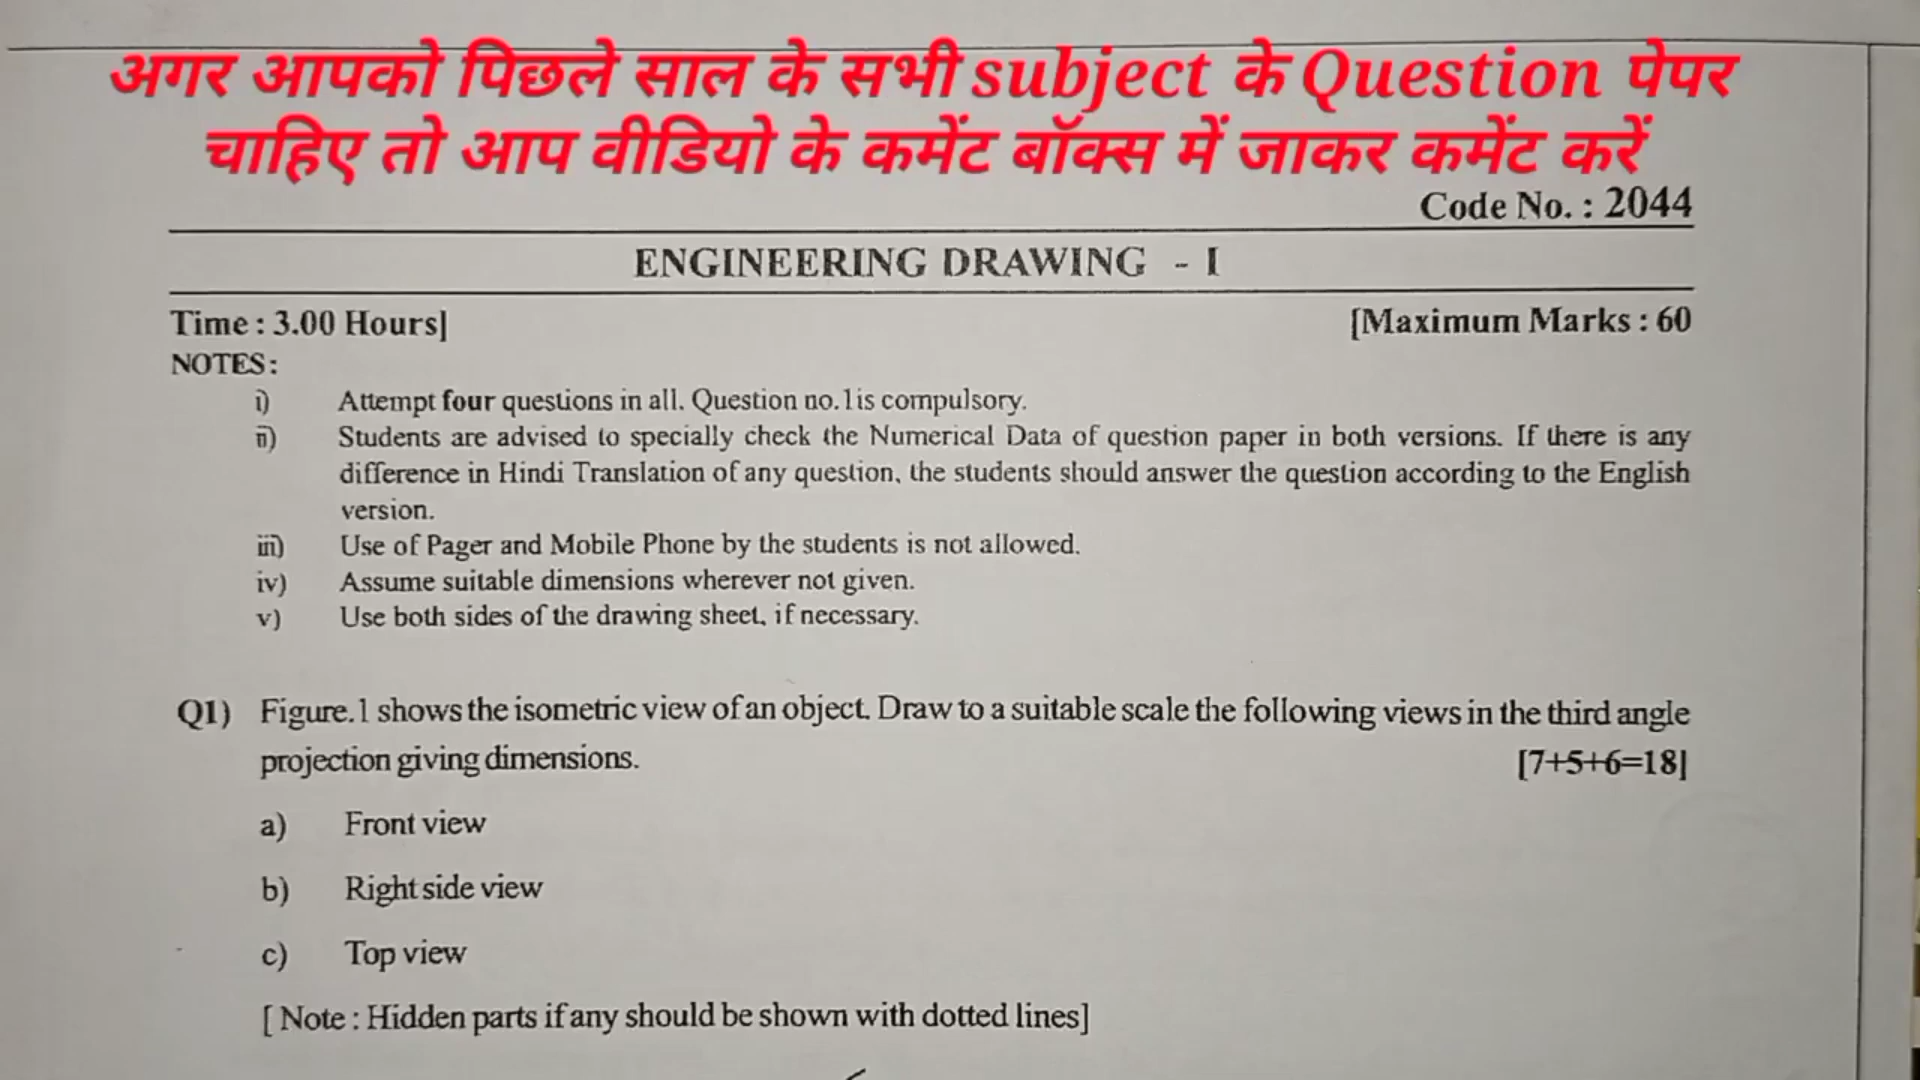 अगर आपको पिछले साल के सभी subject के Question पेपर
चाहिए तो आप वीडियो के कमेंट बॉक्स में जाकर कमेंट करें
Code No. : 2044
ENGINEERING DRAWING - I
Time : 3.00 Hours]
[Maximum Marks : 60
NOTES :
i) Attempt four questions in all. Question no.1 is compulsory.
ii) Students are advised to specially check the Numerical Data of question paper in both versions. If there is any
difference in Hindi Translation of any question, the students should answer the question according to the English
version.
iii) Use of Pager and Mobile Phone by the students is not allowed.
iv) Assume suitable dimensions wherever not given.
v) Use both sides of the drawing sheet, if necessary.
Q1) Figure.1 shows the isometric view of an object. Draw to a suitable scale the following views in the third angle
projection giving dimensions. [7+5+6=18]
a) Front view
b) Right side view
c) Top view
[ Note : Hidden parts if any should be shown with dotted lines]